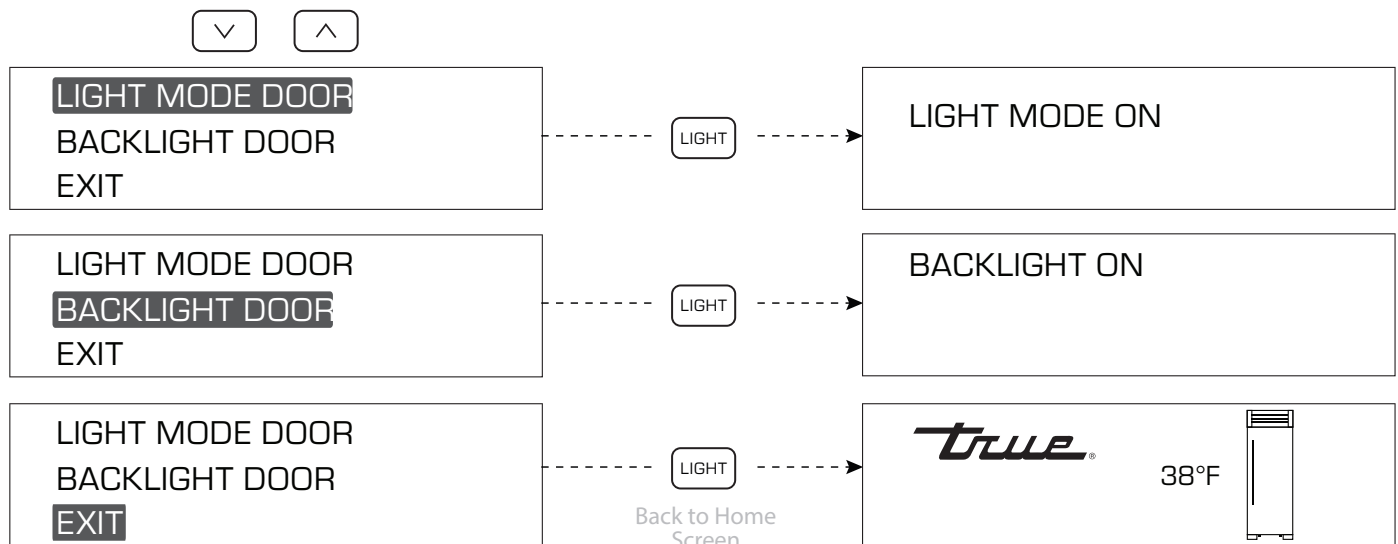 LIGHT MODE DOOR
BACKLIGHT DOOR
EXIT
LIGHT
LIGHT MODE ON
LIGHT MODE DOOR
BACKLIGHT DOOR
EXIT
LIGHT
BACKLIGHT ON
LIGHT MODE DOOR
BACKLIGHT DOOR
EXIT
LIGHT
Back to Home
Screen
true®
38°F